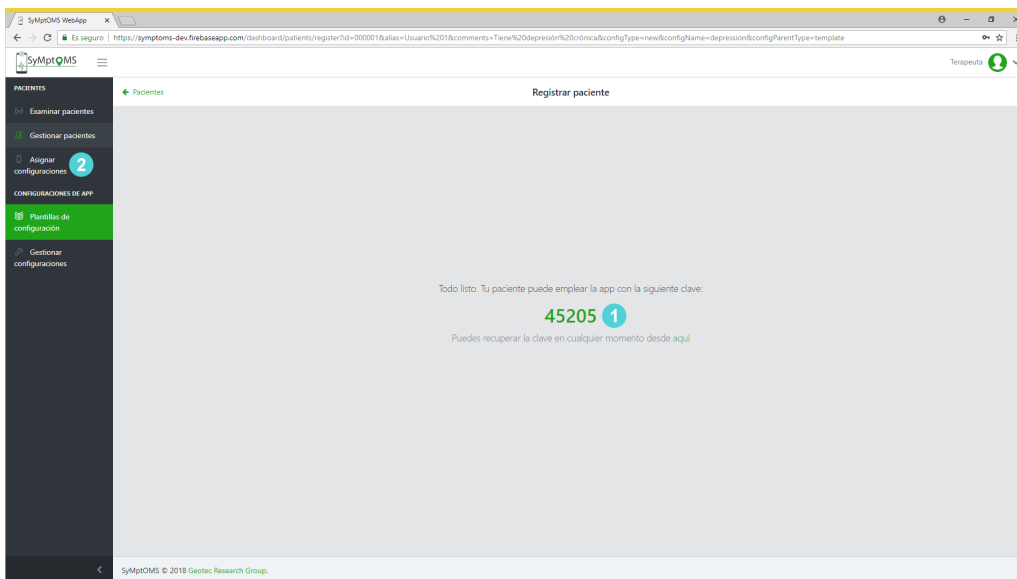 SyMptOMS WebApp
Es seguro | https://symptoms-dev.firebaseapp.com/dashboard/patients/register?id=000001&alias=Usuario%201&comments=Tiene%20depresión%20crónica&configType=new&configName=depression&configParentType=template
SyMptOMS
Terapeuta
PACIENTES
← Pacientes
Registrar paciente
Examinar pacientes
Gestionar pacientes
Asignar
configuraciones
2
CONFIGURACIONES DE APP
Plantillas de
configuración
Gestionar
configuraciones
Todo listo. Tu paciente puede emplear la app con la siguiente clave:
45205 1
Puedes recuperar la clave en cualquier momento desde aquí
SyMptOMS © 2018 Geotec Research Group.